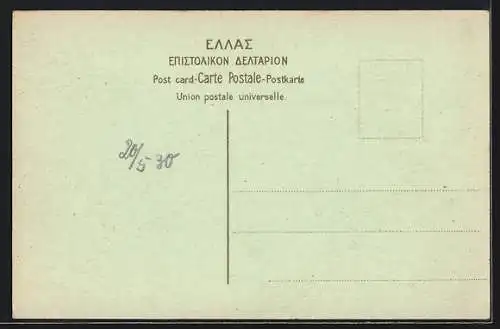 ΕΛΛΑΣ
ΕΠΙΣΤΟΛΙΚΟΝ ΔΕΛΤΑΡΙΟΝ
Post card-Carte Postale-Postkarte
Union postale universelle.
20/5 30